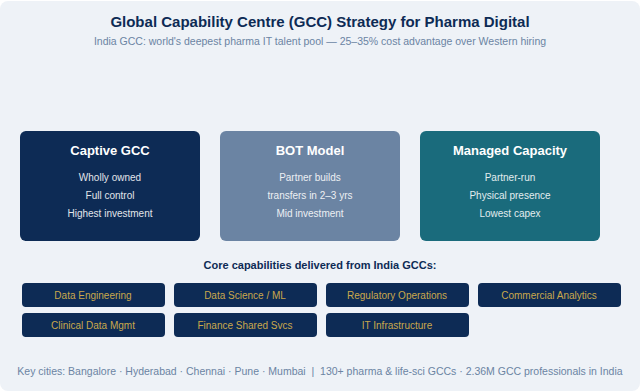 Global Capability Centre (GCC) Strategy for Pharma Digital
India GCC: world's deepest pharma IT talent pool — 25–35% cost advantage over Western hiring
Captive GCC
Wholly owned
Full control
Highest investment
BOT Model
Partner builds
transfers in 2–3 yrs
Mid investment
Managed Capacity
Partner-run
Physical presence
Lowest capex
Core capabilities delivered from India GCCs:
Data Engineering
Data Science / ML
Regulatory Operations
Commercial Analytics
Clinical Data Mgmt
Finance Shared Svcs
IT Infrastructure
Key cities: Bangalore · Hyderabad · Chennai · Pune · Mumbai | 130+ pharma & life-sci GCCs · 2.36M GCC professionals in India